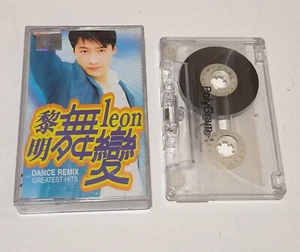 leon
黎明
舞變
DANCE REMIX
GREATEST HITS
PolyGram